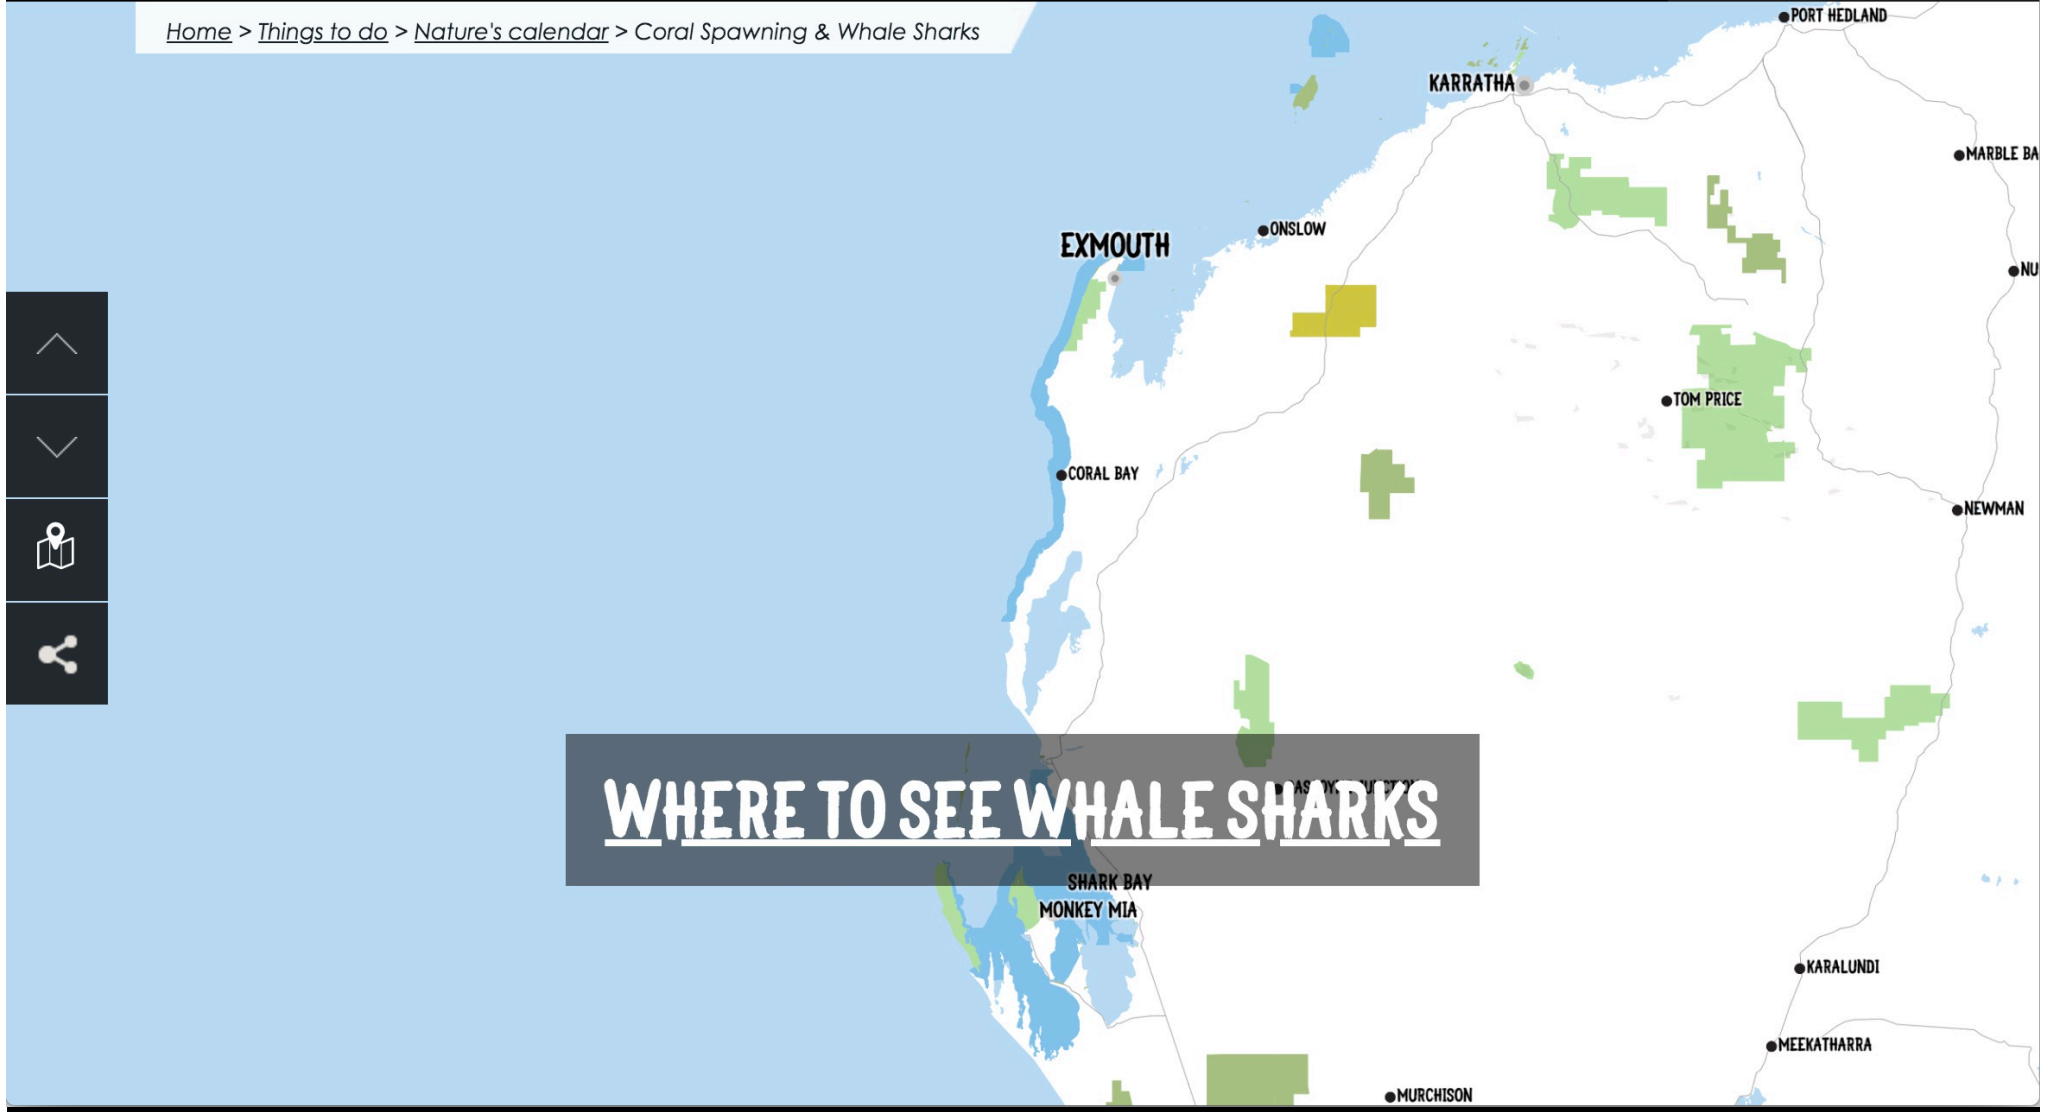 Home > Things to do > Nature's calendar > Coral Spawning & Whale Sharks
PORT HEDLAND
KARRATHA
MARBLE BA
ONSLOW
EXMOUTH
NU
TOM PRICE
CORAL BAY
NEWMAN
WHERE TO SEE WHALE SHARKS
SHARK BAY
MONKEY MIA
KARALUNDI
MEEKATHARRA
MURCHISON